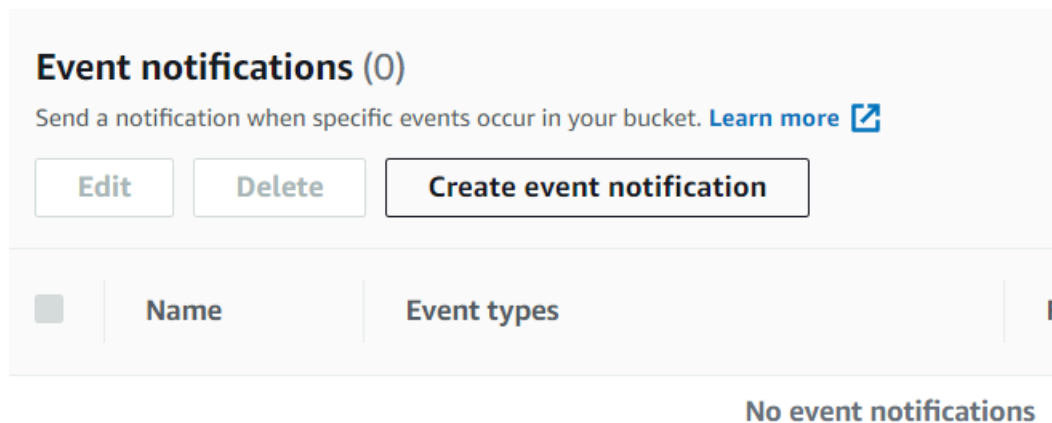 Event notifications (0)
Send a notification when specific events occur in your bucket. Learn more
Edit Delete Create event notification
Name Event types
No event notifications